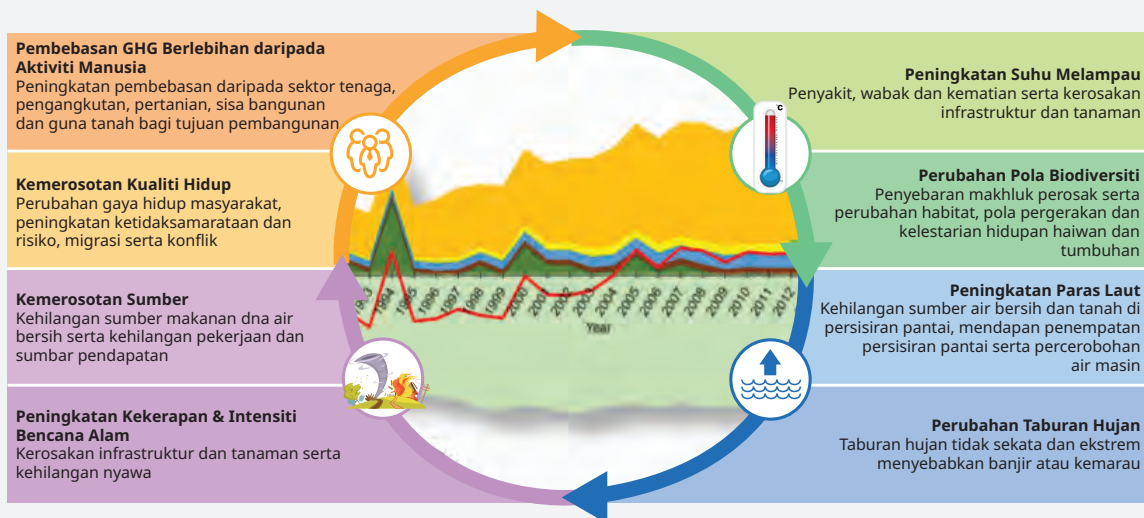 Pembebasan GHG Berlebihan daripada
Aktiviti Manusia
Peningkatan pembebasan daripada sektor tenaga,
pengangkutan, pertanian, sisa bangunan
dan guna tanah bagi tujuan pembangunan
Kemerosotan Kualiti Hidup
Perubahan gaya hidup masyarakat,
peningkatan ketidaksamarataan dan
risiko, migrasi serta konflik
Kemerosotan Sumber
Kehilangan sumber makanan dna air
bersih serta kehilangan pekerjaan dan
sumbar pendapatan
Peningkatan Kekerapan & Intensiti
Bencana Alam
Kerosakan infrastruktur dan tanaman serta
kehilangan nyawa
°C
1994
1995
1996
1997
1998
1999
2000
2001
2002
2003
2004
2005
2006
2007
2008
2009
2010
2011
2012
Year
Peningkatan Suhu Melampau
Penyakit, wabak dan kematian serta kerosakan
infrastruktur dan tanaman
Perubahan Pola Biodiversiti
Penyebaran makhluk perosak serta
perubahan habitat, pola pergerakan dan
kelestarian hidupan haiwan dan
tumbuhan
Peningkatan Paras Laut
Kehilangan sumber air bersih dan tanah di
persisiran pantai, mendapan penempatan
persisiran pantai serta percerobohan
air masin
Perubahan Taburan Hujan
Taburan hujan tidak sekata dan ekstrem
menyebabkan banjir atau kemarau